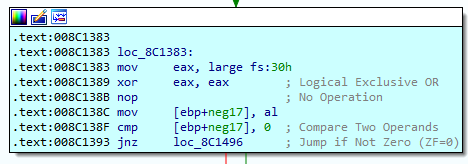 .text:008C1383
.text:008C1383 loc_8C1383:
.text:008C1383 mov eax, large fs:30h
.text:008C1389 xor eax, eax ; Logical Exclusive OR
.text:008C138B nop ; No Operation
.text:008C138C mov [ebp+neg17], al
.text:008C138F cmp [ebp+neg17], 0 ; Compare Two Operands
.text:008C1393 jnz loc_8C1496 ; Jump if Not Zero (ZF=0)